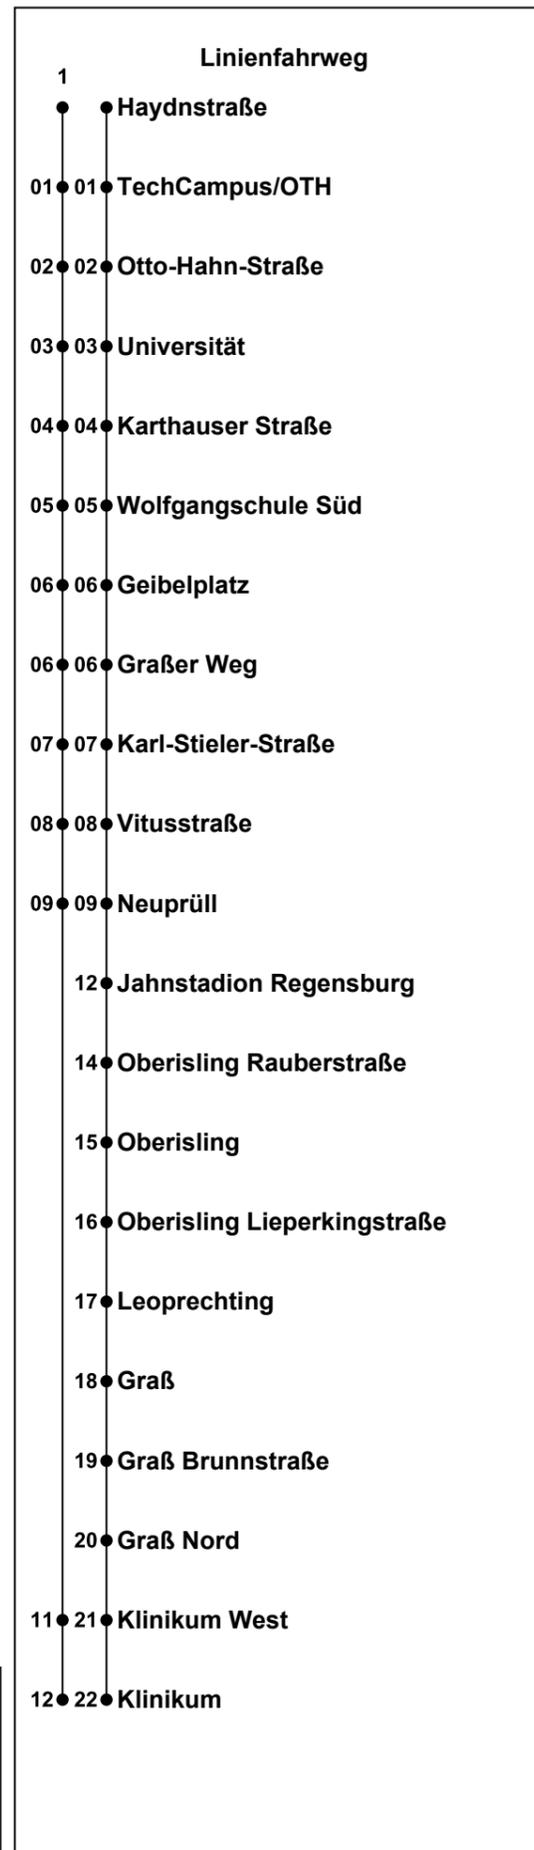 Linienfahrweg
1
Haydnstraße
01 01 TechCampus/OTH
02 02 Otto-Hahn-Straße
03 03 Universität
04 04 Karthauser Straße
05 05 Wolfgangschule Süd
06 06 Geibelplatz
06 06 Graßer Weg
07 07 Karl-Stieler-Straße
08 08 Vitusstraße
09 09 Neuprüll
12 Jahnstadion Regensburg
14 Oberisling Rauberstraße
15 Oberisling
16 Oberisling Lieperkingstraße
17 Leoprechting
18 Graß
19 Graß Brunnstraße
20 Graß Nord
11 21 Klinikum West
12 22 Klinikum